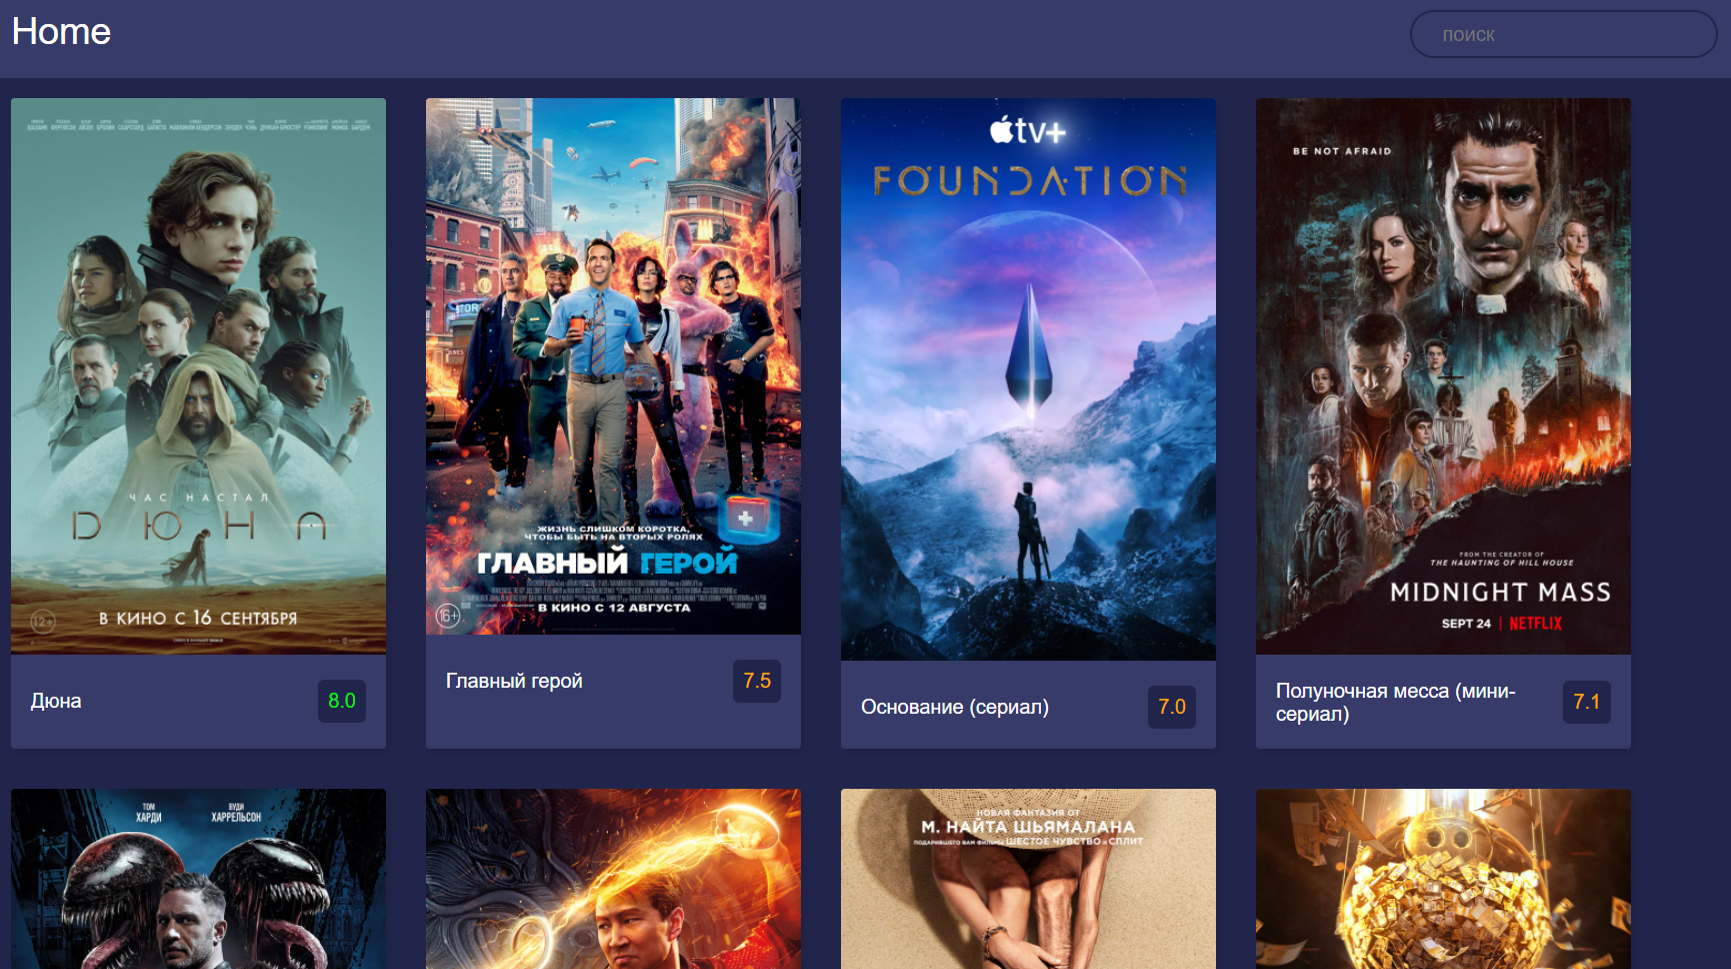 Home
поиск
ЧАС НАСТАЛ
ДЮНА
12+
В КИНО С 16 СЕНТЯБРЯ
Дюна
8.0
STOR
ЖИЗНЬ СЛИШКОМ КОРОТКА,
ЧТОБЫ БЫТЬ НА ВТОРЫХ РОЛЯХ
ГЛАВНЫЙ ГЕРОЙ
16+
В КИНО С 12 АВГУСТА
Главный герой
7.5
tv+
FOUNDATION
Основание (сериал)
7.0
BE NOT AFRAID
FROM THE CREATOR OF
THE HAUNTING OF HILL HOUSE
MIDNIGHT MASS
SEPT 24 | NETFLIX
Полуночная месса (мини-
сериал)
7.1
ТОМ
ХАРДИ
ВУДИ
ХАРРЕЛЬСОН
НОВАЯ ФАНТАЗИЯ ОТ
М. НАЙТА ШЬЯМАЛАНА
ПОДАРИВШЕГО ВАМ ФИЛЬМЫ ШЕСТОЕ ЧУВСТВО И СПЛИТ